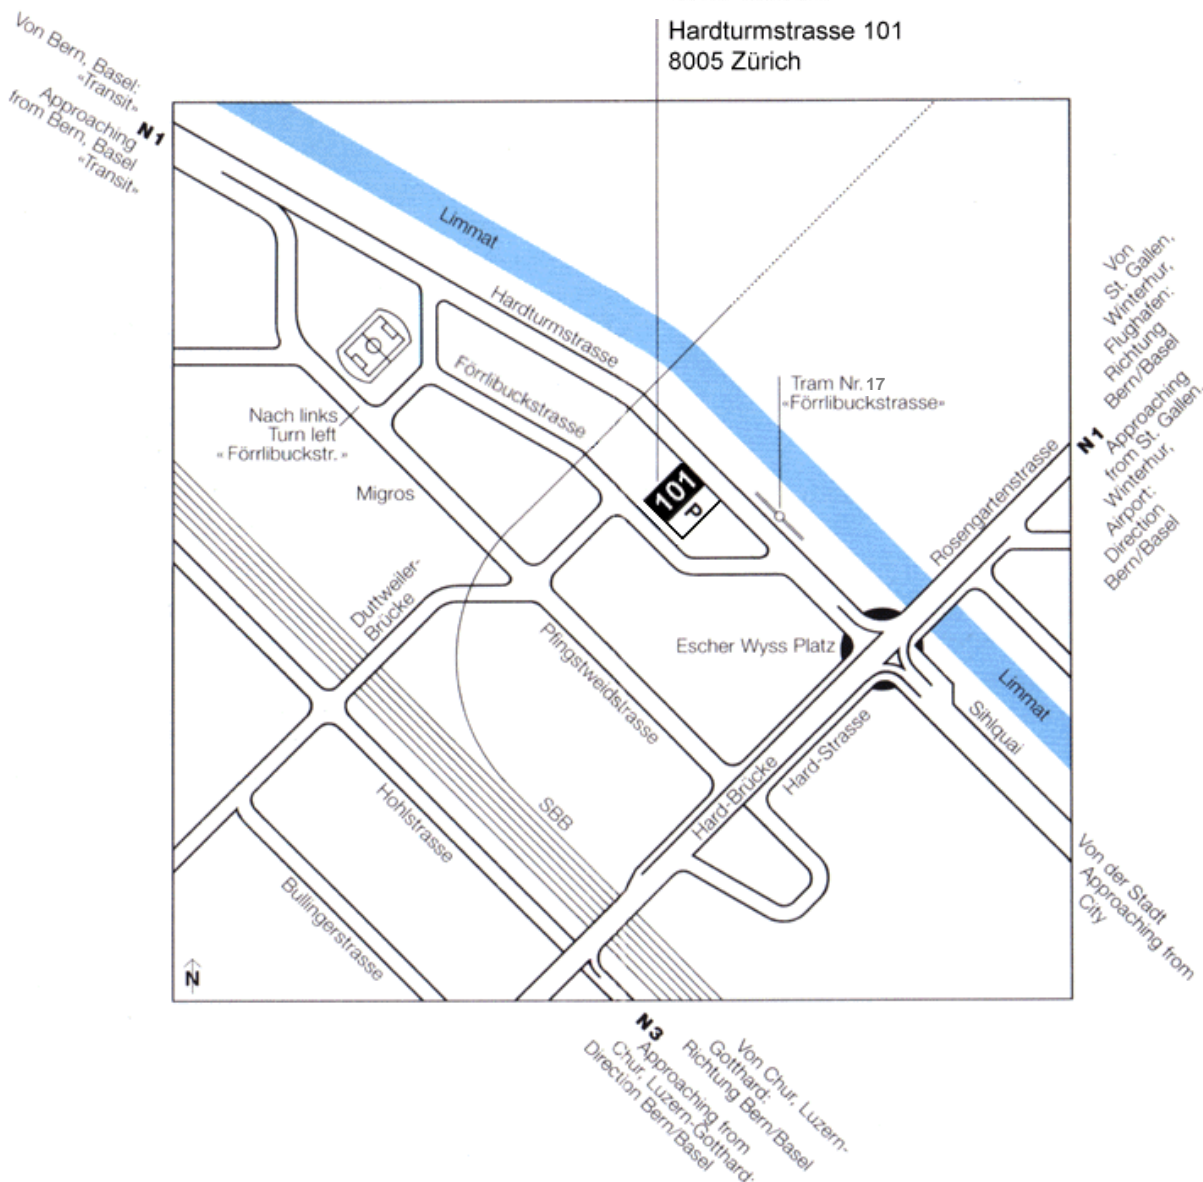 Hardturmstrasse 101
8005 Zürich
Von Bern, Basel:
«Transit»
Approaching
from Bern, Basel
«Transit»
N1
Limmat
Hardturmstrasse
Förrlibuckstrasse
Tram Nr. 17
«Förrlibuckstrasse»
Nach links
Turn left
«Förrlibuckstr.»
Migros
101
P
Von
St. Gallen,
Winterhur,
Flughafen:
Richtung
Bern/Basel
N1
Approaching
from St. Gallen,
Winterhur,
Airport:
Direction
Bern/Basel
Rosengartenstrasse
Duttweiler-
Brücke
Pfingstweidstrasse
Escher Wyss Platz
Limmat
Sihlquai
Hard-Strasse
Hard-Brücke
SBB
Hohlstrasse
Bullingerstrasse
N
Von der Stadt
Approaching from
City
N3
Von Chur, Luzern-
Gotthard:
Richtung Bern/Basel
Approaching from
Chur, Luzern-Gotthard:
Direction Bern/Basel